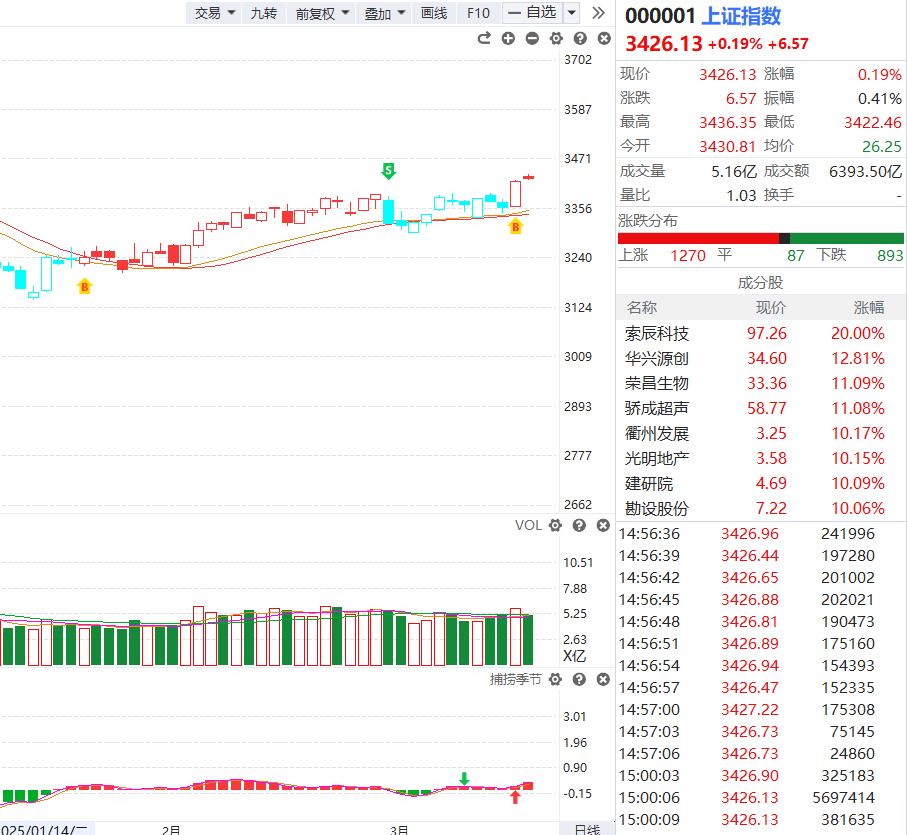 交易 九转 前复权 叠加 画线 F10 一 自选
000001 上证指数
3426.13 +0.19% +6.57
现价 3426.13 涨幅 0.19%
涨跌 6.57 振幅 0.41%
最高 3436.35 最低 3422.46
今开 3430.81 均价 26.25
成交量 5.16亿 成交额 6393.50亿
量比 1.03 换手 -
涨跌分布
上涨 1270 平 87 下跌 893
成分股
名称 现价 涨幅
索辰科技 97.26 20.00%
华兴源创 34.60 12.81%
荣昌生物 33.36 11.09%
骄成超声 58.77 11.08%
衢州发展 3.25 10.17%
光明地产 3.58 10.15%
建研院 4.69 10.09%
勘设股份 7.22 10.06%
14:56:36 3426.96 241996
14:56:39 3426.44 197280
14:56:42 3426.65 201002
14:56:45 3426.88 202021
14:56:48 3426.81 190473
14:56:51 3426.89 175160
14:56:54 3426.94 154393
14:56:57 3426.47 152335
14:57:00 3427.22 175308
14:57:03 3426.73 75145
14:57:06 3426.73 24860
15:00:03 3426.90 325183
15:00:06 3426.13 5697414
15:00:09 3426.13 381635
3702
3587
3471
S
3356
B
3240
B
3124
3009
2893
2777
2662
VOL
10.51
7.88
5.25
2.63
X亿
捕捞季节
3.01
1.96
0.90
-0.15
025/01/14/二 2月 3月 日线